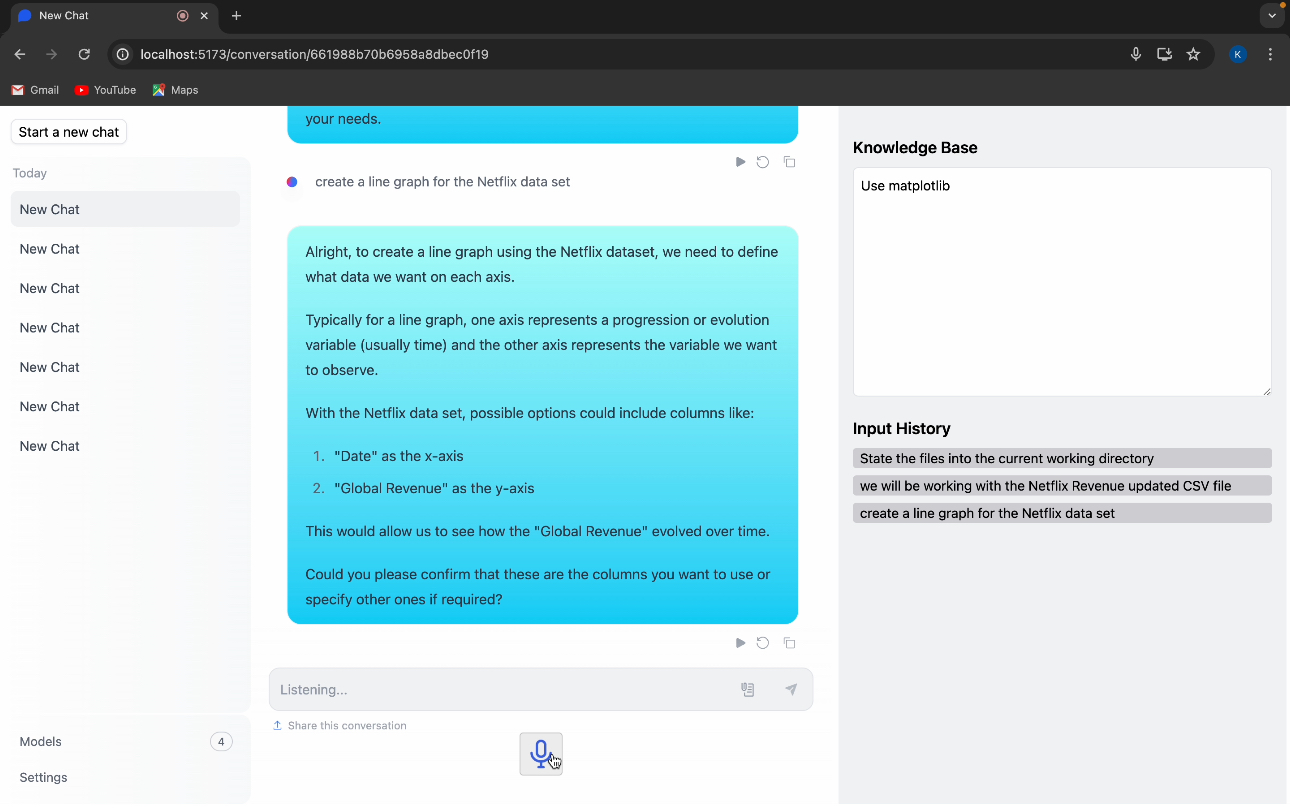 New Chat
localhost:5173/conversation/661988b70b6958a8dbec0f19
K
Gmail
YouTube
Maps
Start a new chat
Today
New Chat
New Chat
New Chat
New Chat
New Chat
New Chat
New Chat
Models
4
Settings
your needs.
create a line graph for the Netflix data set
Alright, to create a line graph using the Netflix dataset, we need to define
what data we want on each axis.
Typically for a line graph, one axis represents a progression or evolution
variable (usually time) and the other axis represents the variable we want
to observe.
With the Netflix data set, possible options could include columns like:
1. "Date" as the x-axis
2. "Global Revenue" as the y-axis
This would allow us to see how the "Global Revenue" evolved over time.
Could you please confirm that these are the columns you want to use or
specify other ones if required?
Listening...
Share this conversation
Knowledge Base
Use matplotlib
Input History
State the files into the current working directory
we will be working with the Netflix Revenue updated CSV file
create a line graph for the Netflix data set